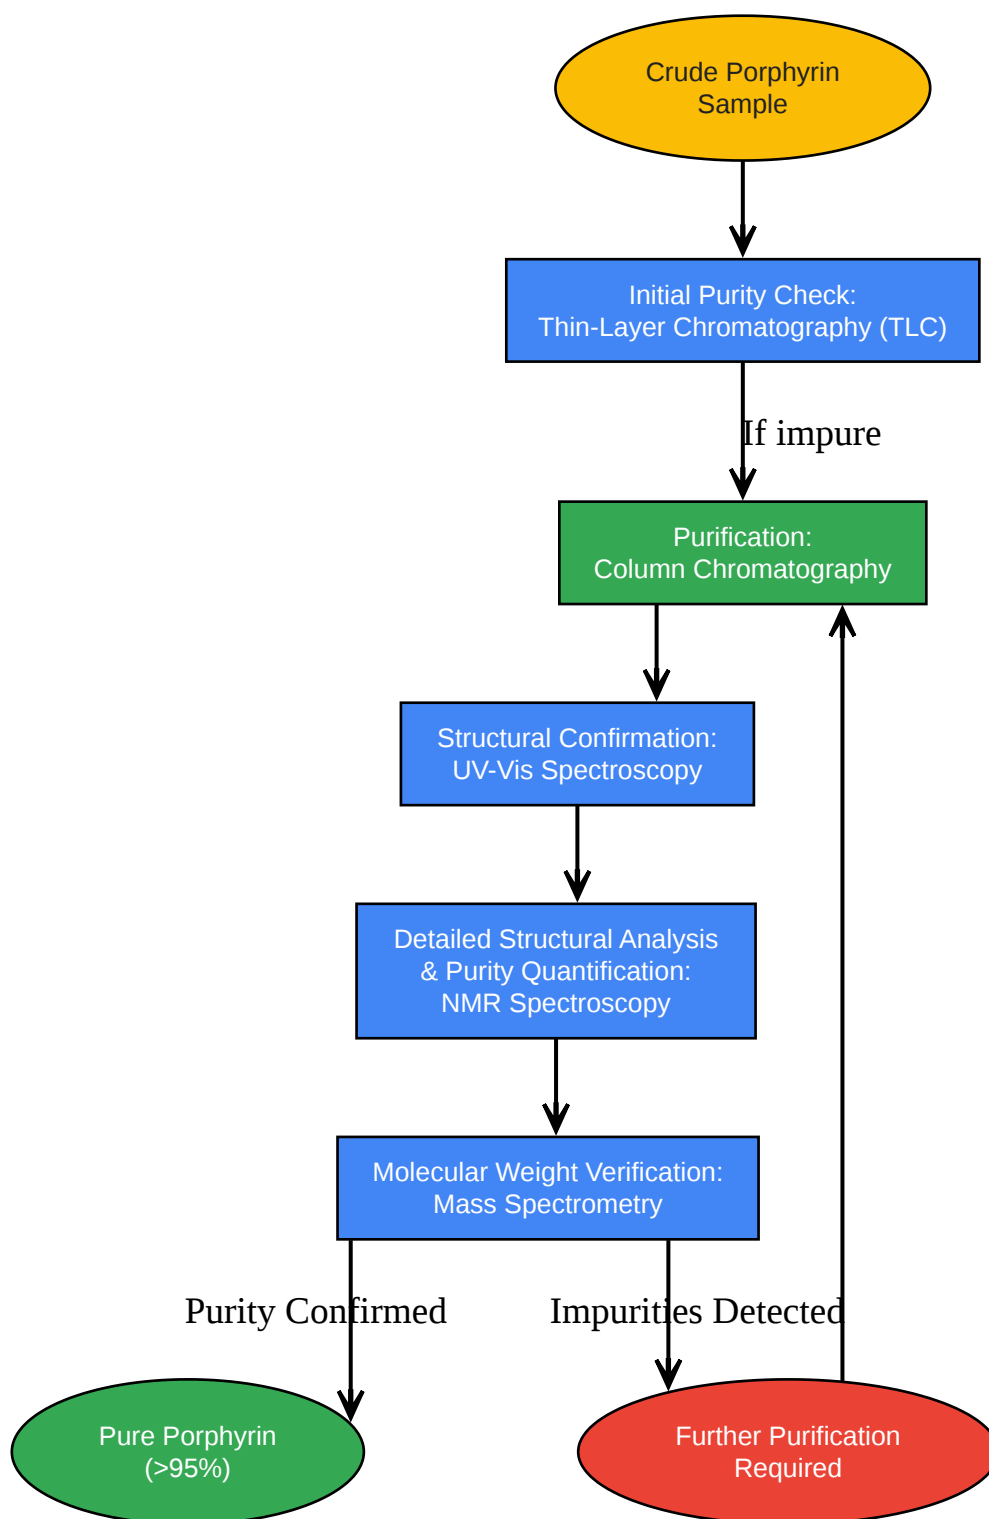 Crude Porphyrin
Sample
Initial Purity Check:
Thin-Layer Chromatography (TLC)
If impure
Purification:
Column Chromatography
Structural Confirmation:
UV-Vis Spectroscopy
Detailed Structural Analysis
& Purity Quantification:
NMR Spectroscopy
Molecular Weight Verification:
Mass Spectrometry
Purity Confirmed
Impurities Detected
Pure Porphyrin
(>95%)
Further Purification
Required